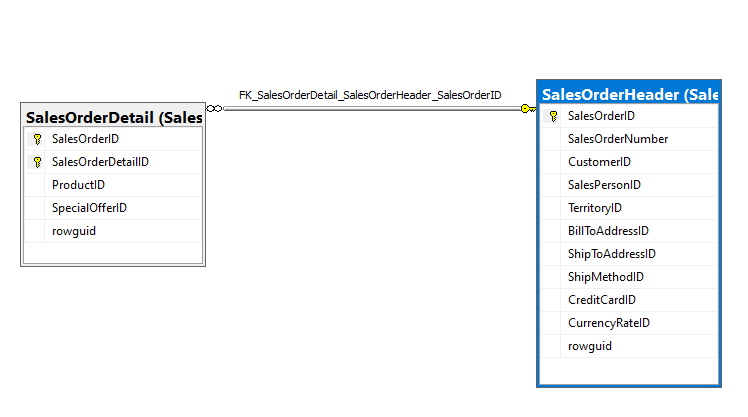 FK_SalesOrderDetail_SalesOrderHeader_SalesOrderID
SalesOrderDetail (Sales
SalesOrderID
SalesOrderDetailID
ProductID
SpecialOfferID
rowguid
SalesOrderHeader (Sale
SalesOrderID
SalesOrderNumber
CustomerID
SalesPersonID
TerritoryID
BillToAddressID
ShipToAddressID
ShipMethodID
CreditCardID
CurrencyRateID
rowguid